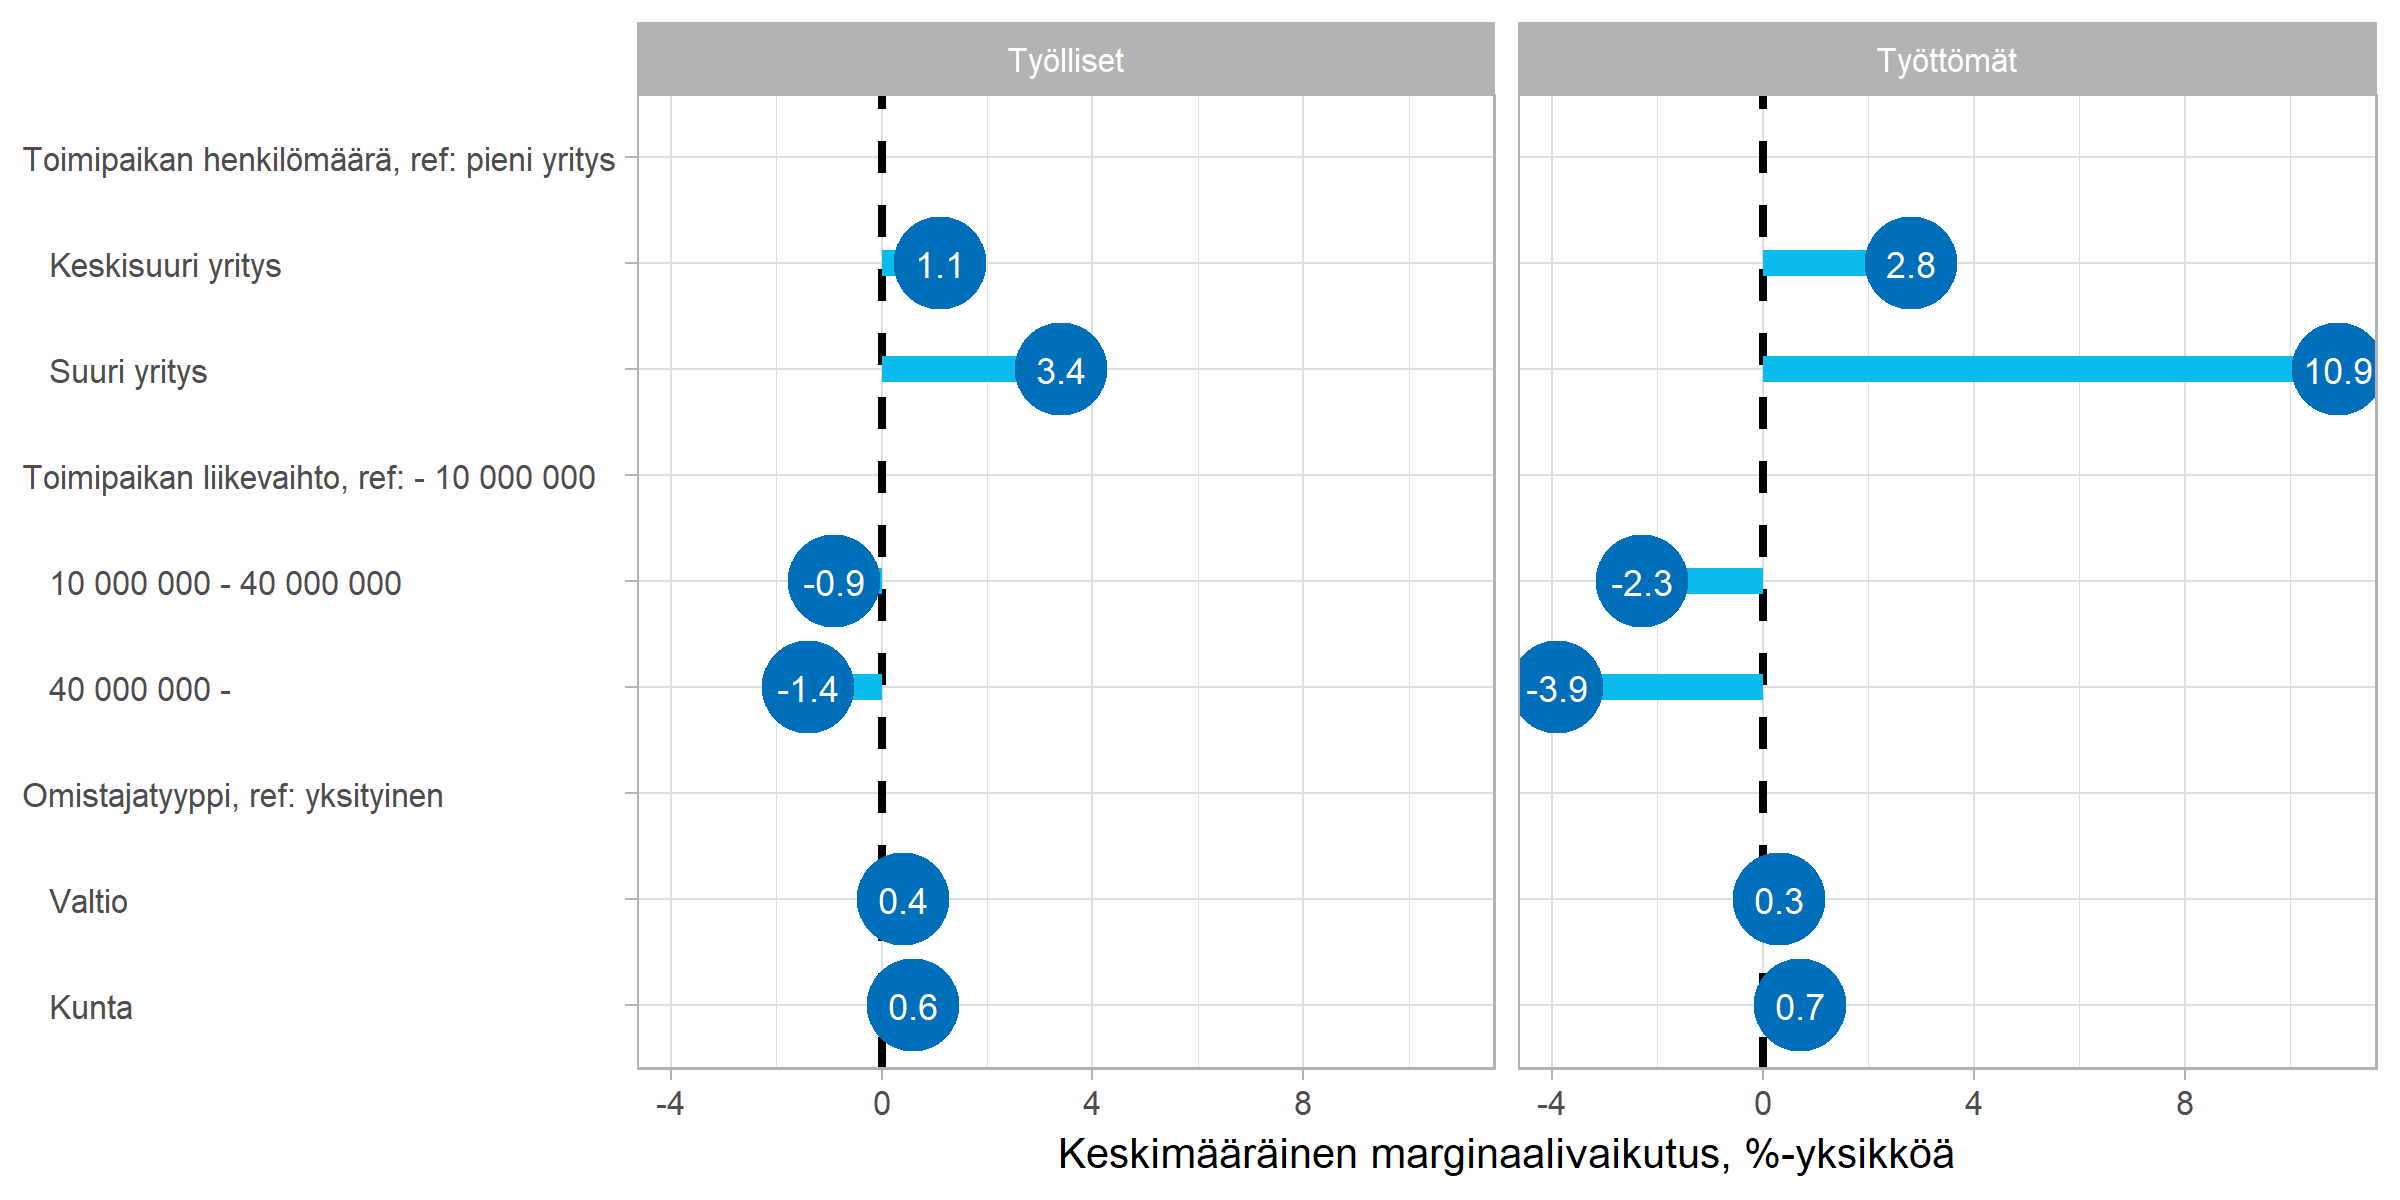 Työlliset Työttömät
Toimipaikan henkilömäärä, ref: pieni yritys
Keskisuuri yritys 1.1 2.8
Suuri yritys 3.4 10.9
Toimipaikan liikevaihto, ref: - 10 000 000
10 000 000 - 40 000 000 -0.9 -2.3
40 000 000 - -1.4 -3.9
Omistajatyyppi, ref: yksityinen
Valtio 0.4 0.3
Kunta 0.6 0.7
-4 0 4 8 -4 0 4 8
Keskimääräinen marginaalivaikutus, %-yksikköä